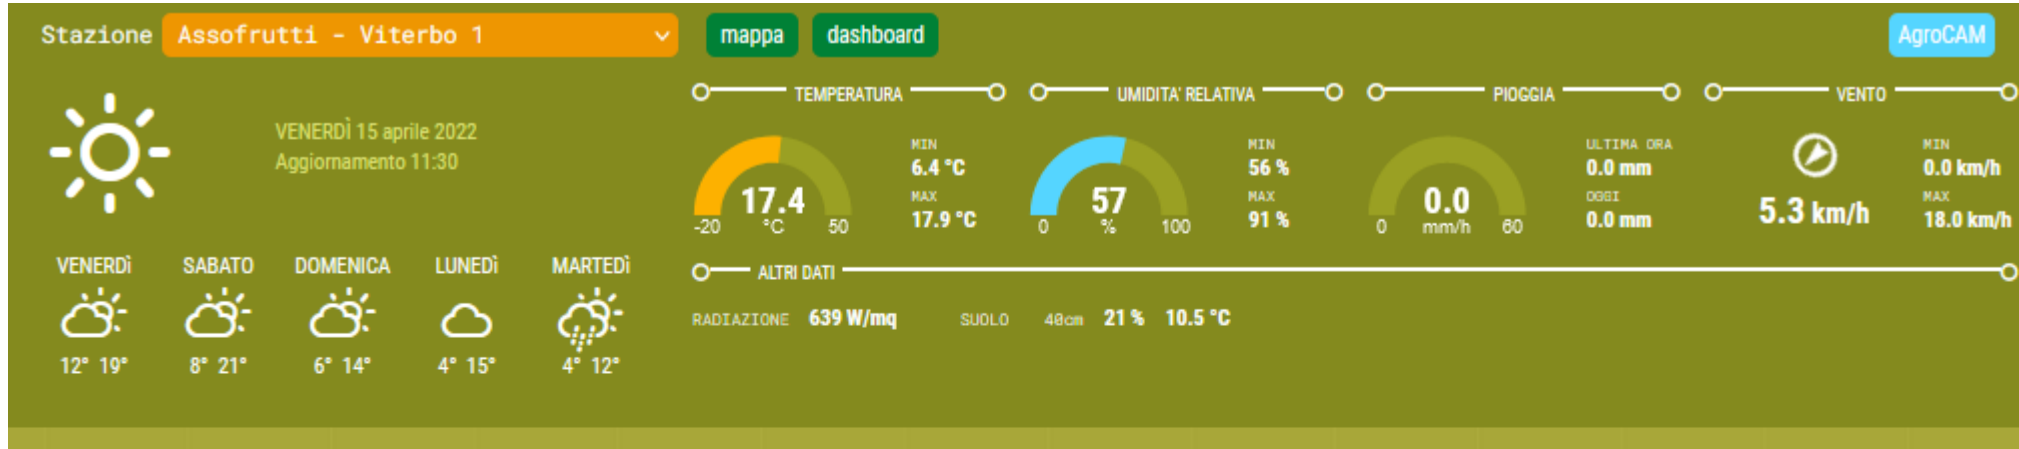 Stazione Assofrutti - Viterbo 1 mappa dashboard AgroCAM
VENERDÌ 15 aprile 2022
Aggiornamento 11:30
VENERDì SABATO DOMENICA LUNEDì MARTEDì
12° 19° 8° 21° 6° 14° 4° 15° 4° 12°
TEMPERATURA
17.4
°C
-20 50
MIN
6.4 °C
MAX
17.9 °C
UMIDITA' RELATIVA
57
%
0 100
MIN
56 %
MAX
91 %
PIOGGIA
0.0
mm/h
0 60
ULTIMA ORA
0.0 mm
OGGI
0.0 mm
VENTO
5.3 km/h
MIN
0.0 km/h
MAX
18.0 km/h
ALTRI DATI
RADIAZIONE 639 W/mq SUOLO 40cm 21 % 10.5 °C